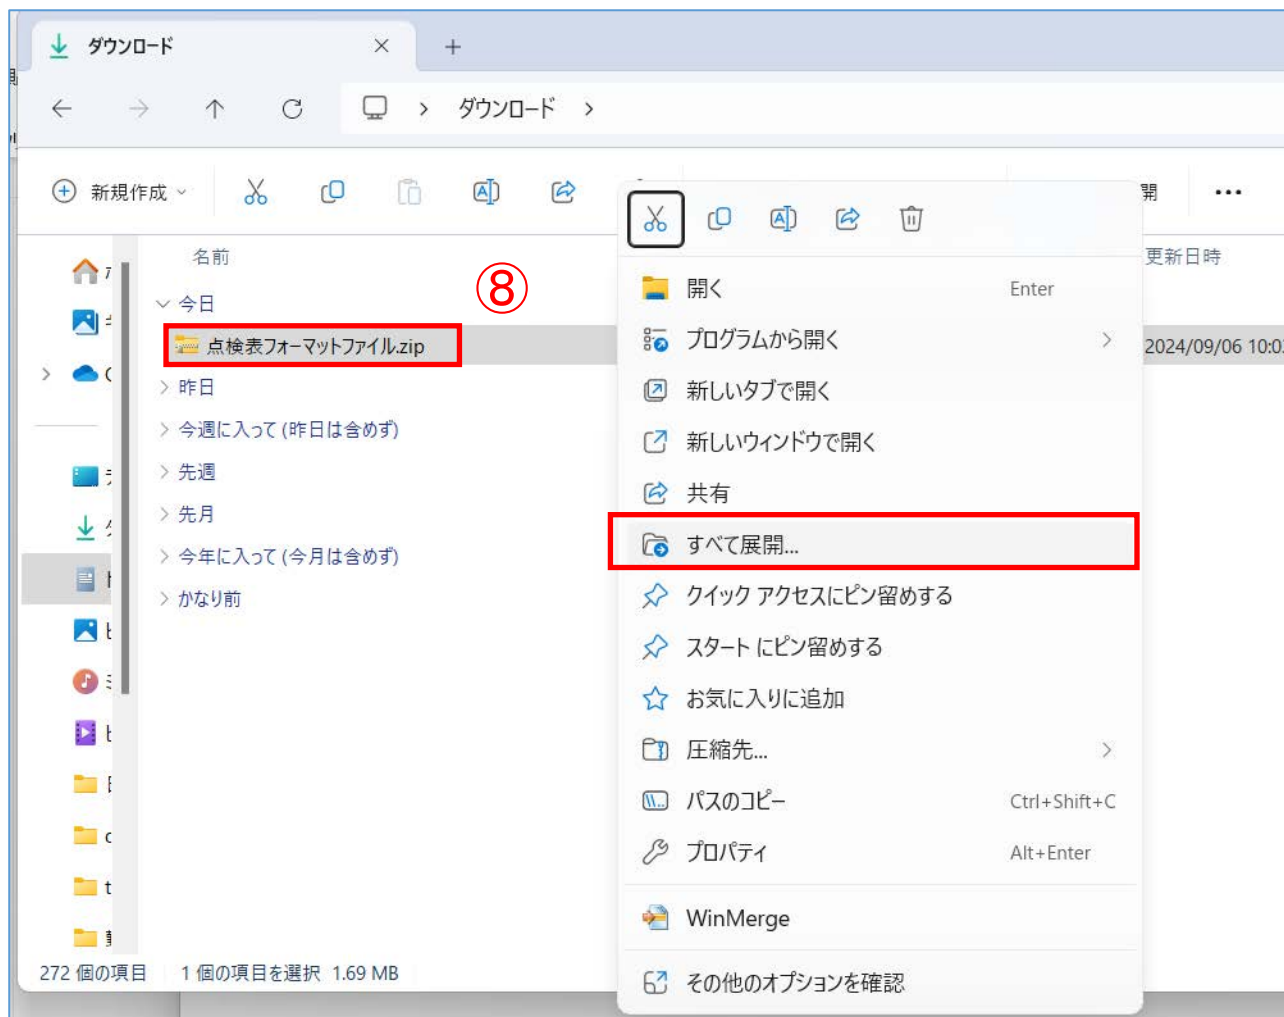 ダウンロード
ダウンロード
新規作成
開
名前
更新日時
⑧
今日
点検表フォーマットファイル.zip
2024/09/06 10:0
昨日
今週に入って (昨日は含めず)
先週
先月
今年に入って (今月は含めず)
かなり前
開く Enter
プログラムから開く
新しいタブで開く
新しいウィンドウで開く
共有
すべて展開...
クイック アクセスにピン留めする
スタート にピン留めする
お気に入りに追加
圧縮先...
パスのコピー Ctrl+Shift+C
プロパティ Alt+Enter
WinMerge
その他のオプションを確認
272 個の項目 1 個の項目を選択 1.69 MB